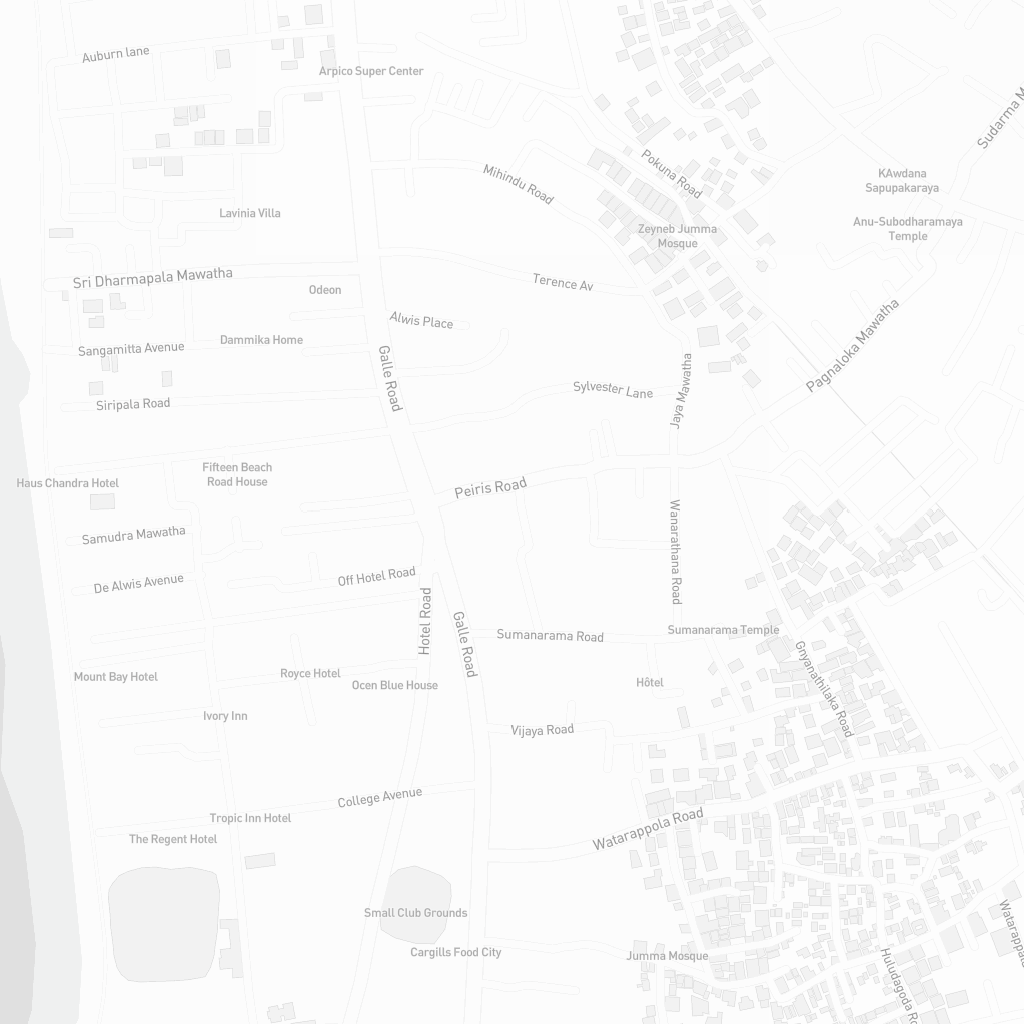 Auburn lane
Arpico Super Center
Sudarma M
Pokuna Road
KAwdana
Sapupakaraya
Mihindu Road
Lavinia Villa
Zeyneb Jumma
Mosque
Anu-Subodharamaya
Temple
Sri Dharmapala Mawatha
Odeon
Terence Av
Alwis Place
Dammika Home
Sangamitta Avenue
Pagnaloka Mawatha
Galle Road
Jaya Mawatha
Sylvester Lane
Siripala Road
Fifteen Beach
Road House
Haus Chandra Hotel
Peiris Road
Samudra Mawatha
Wanarathana Road
De Alwis Avenue
Off Hotel Road
Hotel Road
Galle Road
Sumanarama Road
Sumanarama Temple
Mount Bay Hotel
Royce Hotel
Ocen Blue House
Hôtel
Gnyanathilaka Road
Ivory Inn
Vijaya Road
College Avenue
Tropic Inn Hotel
The Regent Hotel
Watarappola Road
Small Club Grounds
Cargills Food City
Jumma Mosque
Huludagoda Ro
Watarappala